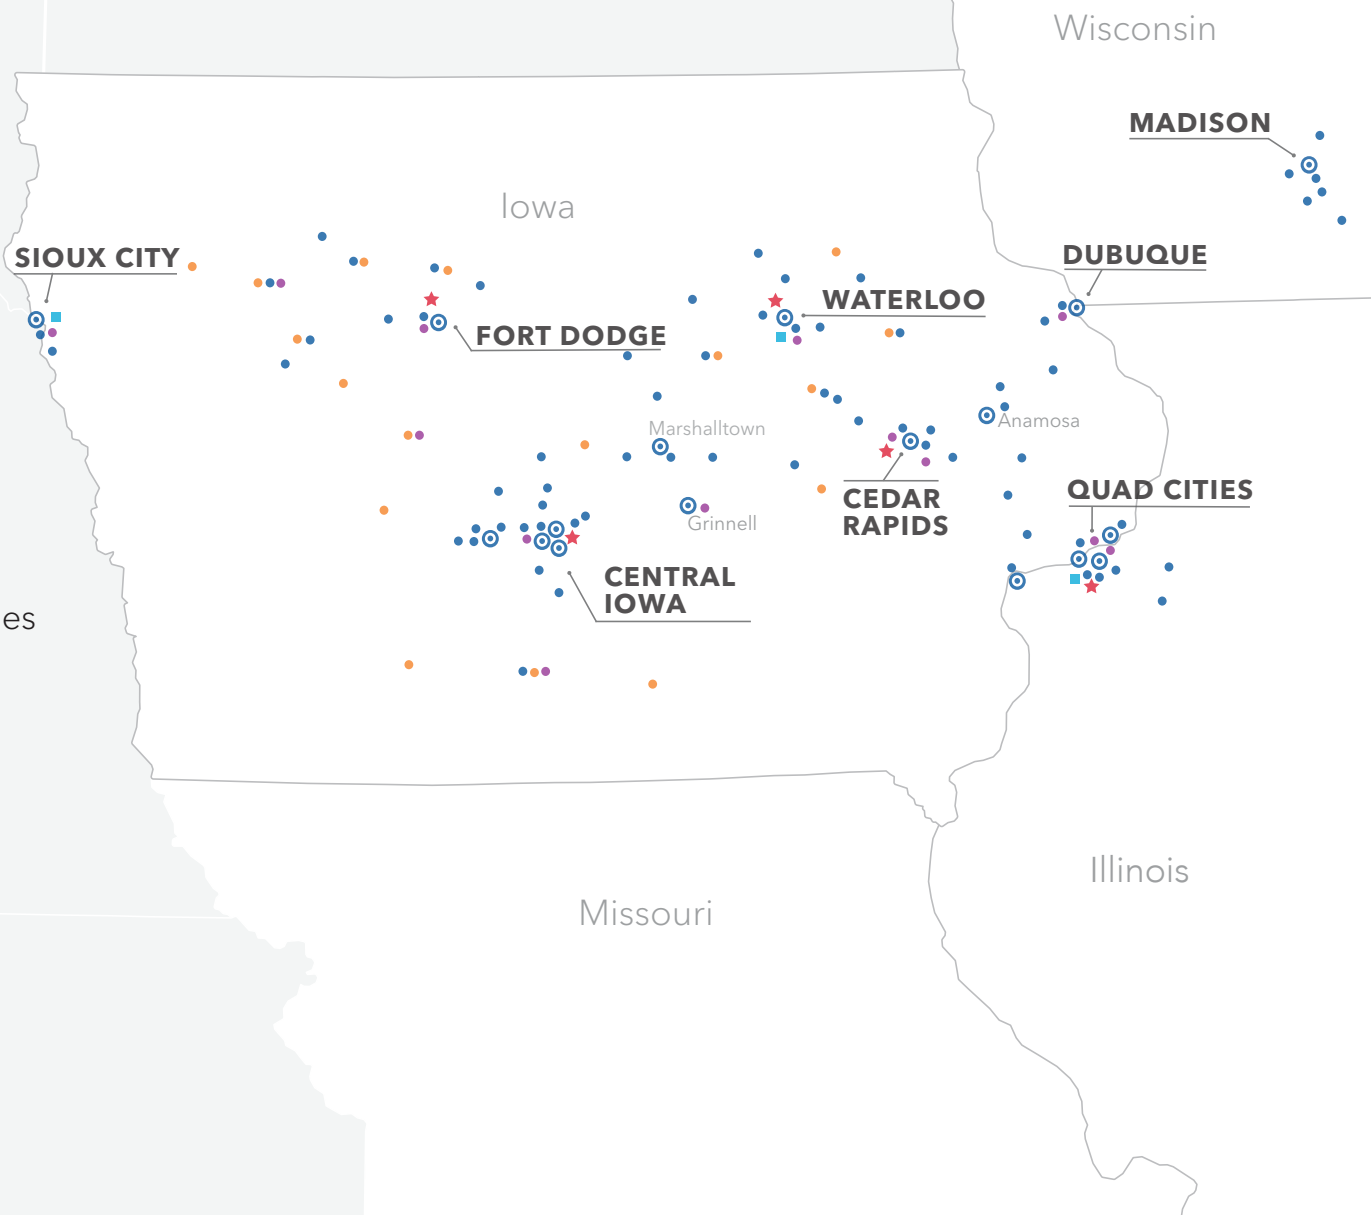 Wisconsin
MADISON
Iowa
SIOUX CITY
DUBUQUE
WATERLOO
FORT DODGE
Marshalltown
Anamosa
CEDAR
RAPIDS
QUAD CITIES
Grinnell
CENTRAL
IOWA
es
Illinois
Missouri